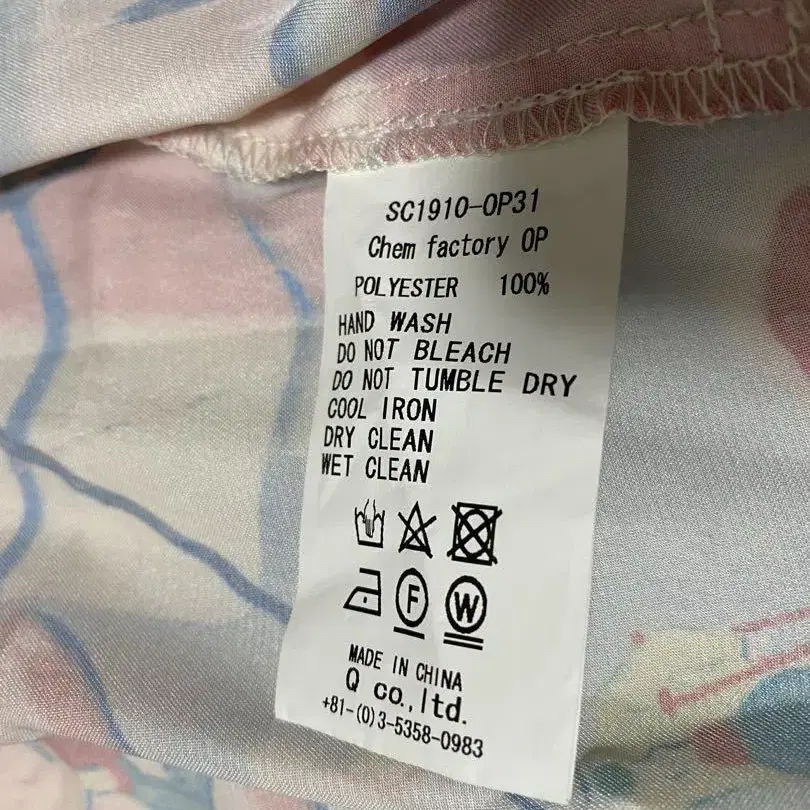 SC1910-OP31
Chem factory OP
POLYESTER 100%
HAND WASH
DO NOT BLEACH
DO NOT TUMBLE DRY
COOL IRON
DRY CLEAN
WET CLEAN
F W
MADE IN CHINA
Q co.,ltd.
+81-(0)3-5358-0983